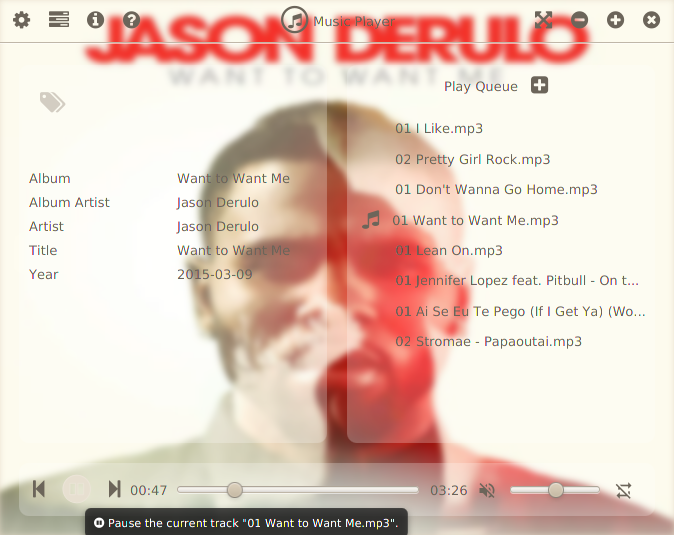 Music Player
JASON DERULO
WANT TO WANT ME
Play Queue
01 I Like.mp3
02 Pretty Girl Rock.mp3
01 Don't Wanna Go Home.mp3
01 Want to Want Me.mp3
01 Lean On.mp3
01 Jennifer Lopez feat. Pitbull - On t...
01 Ai Se Eu Te Pego (If I Get Ya) (Wo...
02 Stromae - Papaoutai.mp3
Album Want to Want Me
Album Artist Jason Derulo
Artist Jason Derulo
Title Want to Want Me
Year 2015-03-09
00:47 03:26
Pause the current track "01 Want to Want Me.mp3".